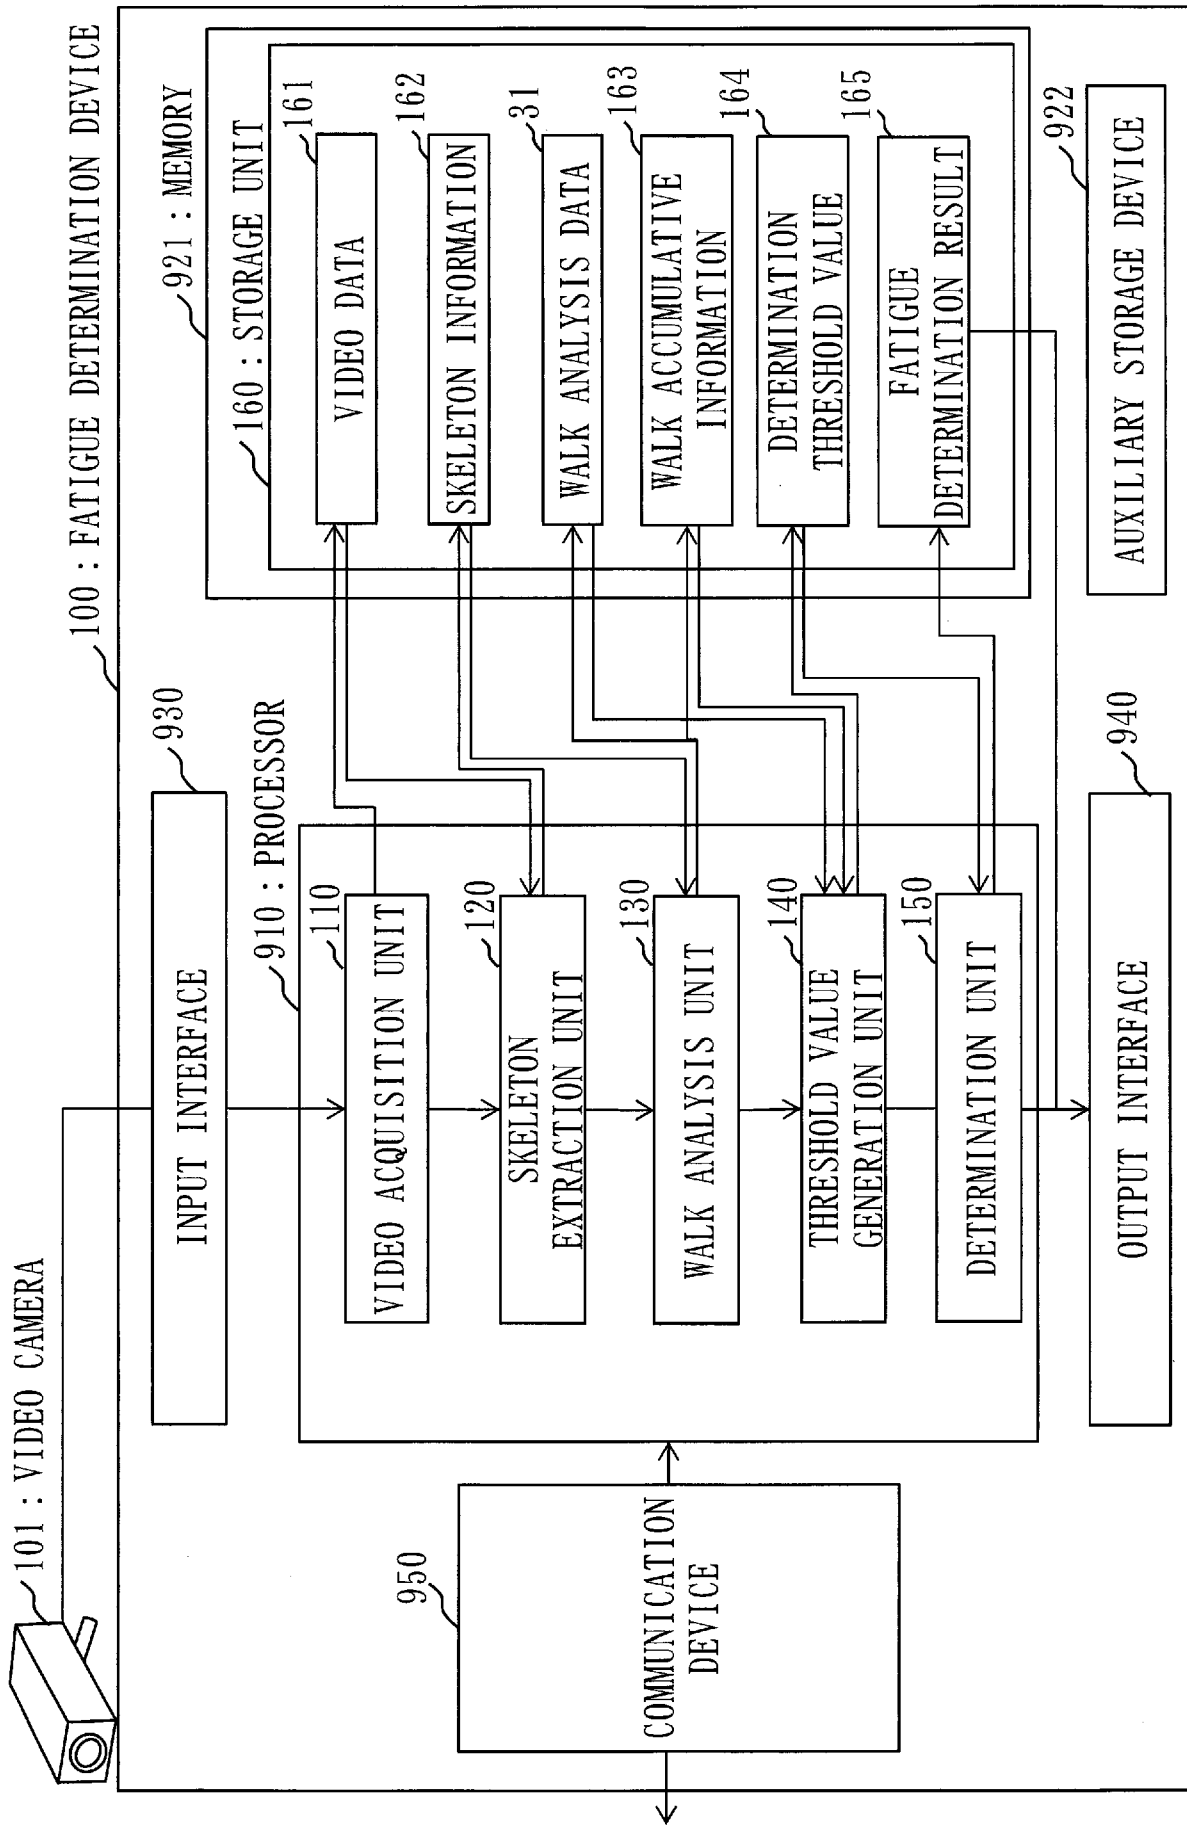 101 : VIDEO CAMERA
100 : FATIGUE DETERMINATION DEVICE
930
INPUT INTERFACE
910 : PROCESSOR
110
VIDEO ACQUISITION UNIT
120
SKELETON
EXTRACTION UNIT
130
WALK ANALYSIS UNIT
140
THRESHOLD VALUE
GENERATION UNIT
150
DETERMINATION UNIT
940
OUTPUT INTERFACE
950
COMMUNICATION
DEVICE
921 : MEMORY
160 : STORAGE UNIT
161
VIDEO DATA
162
SKELETON INFORMATION
31
WALK ANALYSIS DATA
163
WALK ACCUMULATIVE
INFORMATION
164
DETERMINATION
THRESHOLD VALUE
165
FATIGUE
DETERMINATION RESULT
922
AUXILIARY STORAGE DEVICE